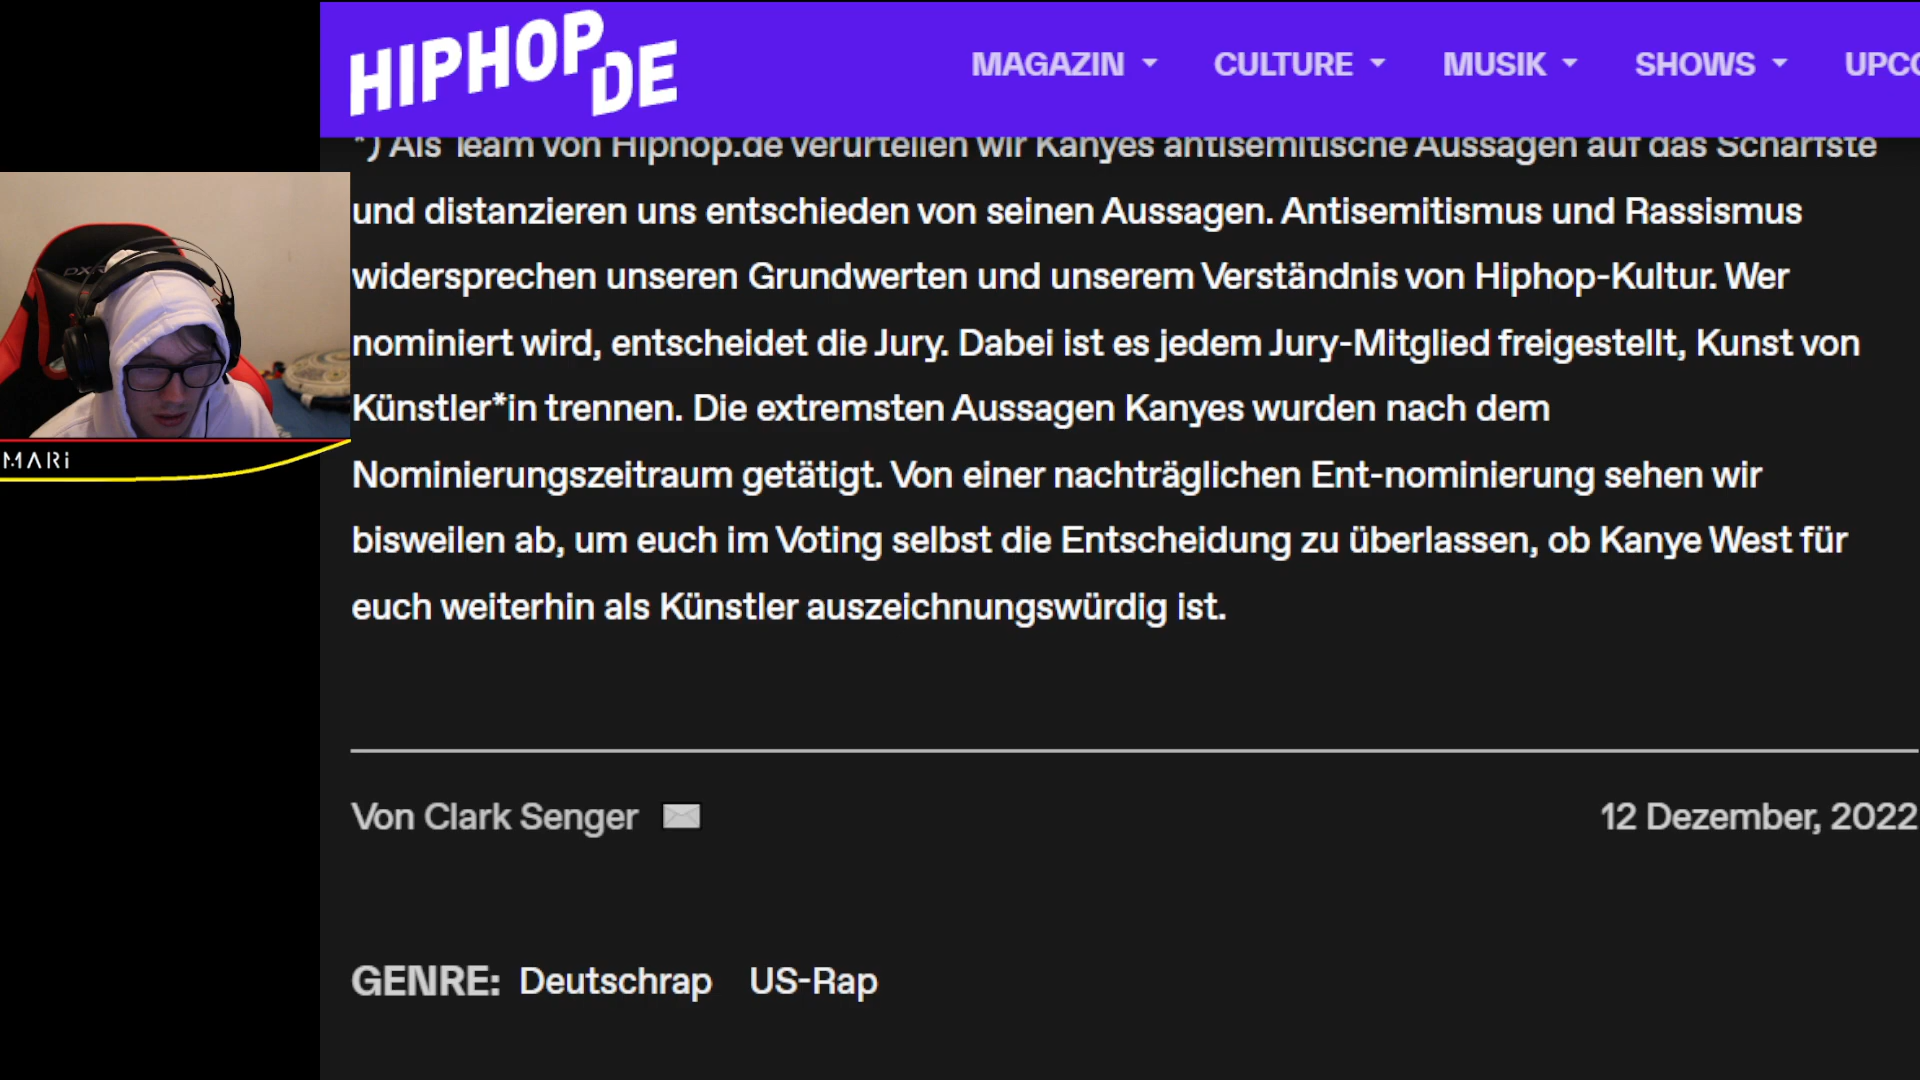 HIPHOP.DE
MAGAZIN CULTURE MUSIK SHOWS UPCO
*) Als Team von Hiphop.de verurteilen wir Kanyes antisemitische Aussagen auf das Schärfste
und distanzieren uns entschieden von seinen Aussagen. Antisemitismus und Rassismus
widersprechen unseren Grundwerten und unserem Verständnis von Hiphop-Kultur. Wer
nominiert wird, entscheidet die Jury. Dabei ist es jedem Jury-Mitglied freigestellt, Kunst von
Künstler*in trennen. Die extremsten Aussagen Kanyes wurden nach dem
Nominierungszeitraum getätigt. Von einer nachträglichen Ent-nominierung sehen wir
bisweilen ab, um euch im Voting selbst die Entscheidung zu überlassen, ob Kanye West für
euch weiterhin als Künstler auszeichnungswürdig ist.
MARi
Von Clark Senger 12 Dezember, 2022
GENRE: Deutschrap US-Rap